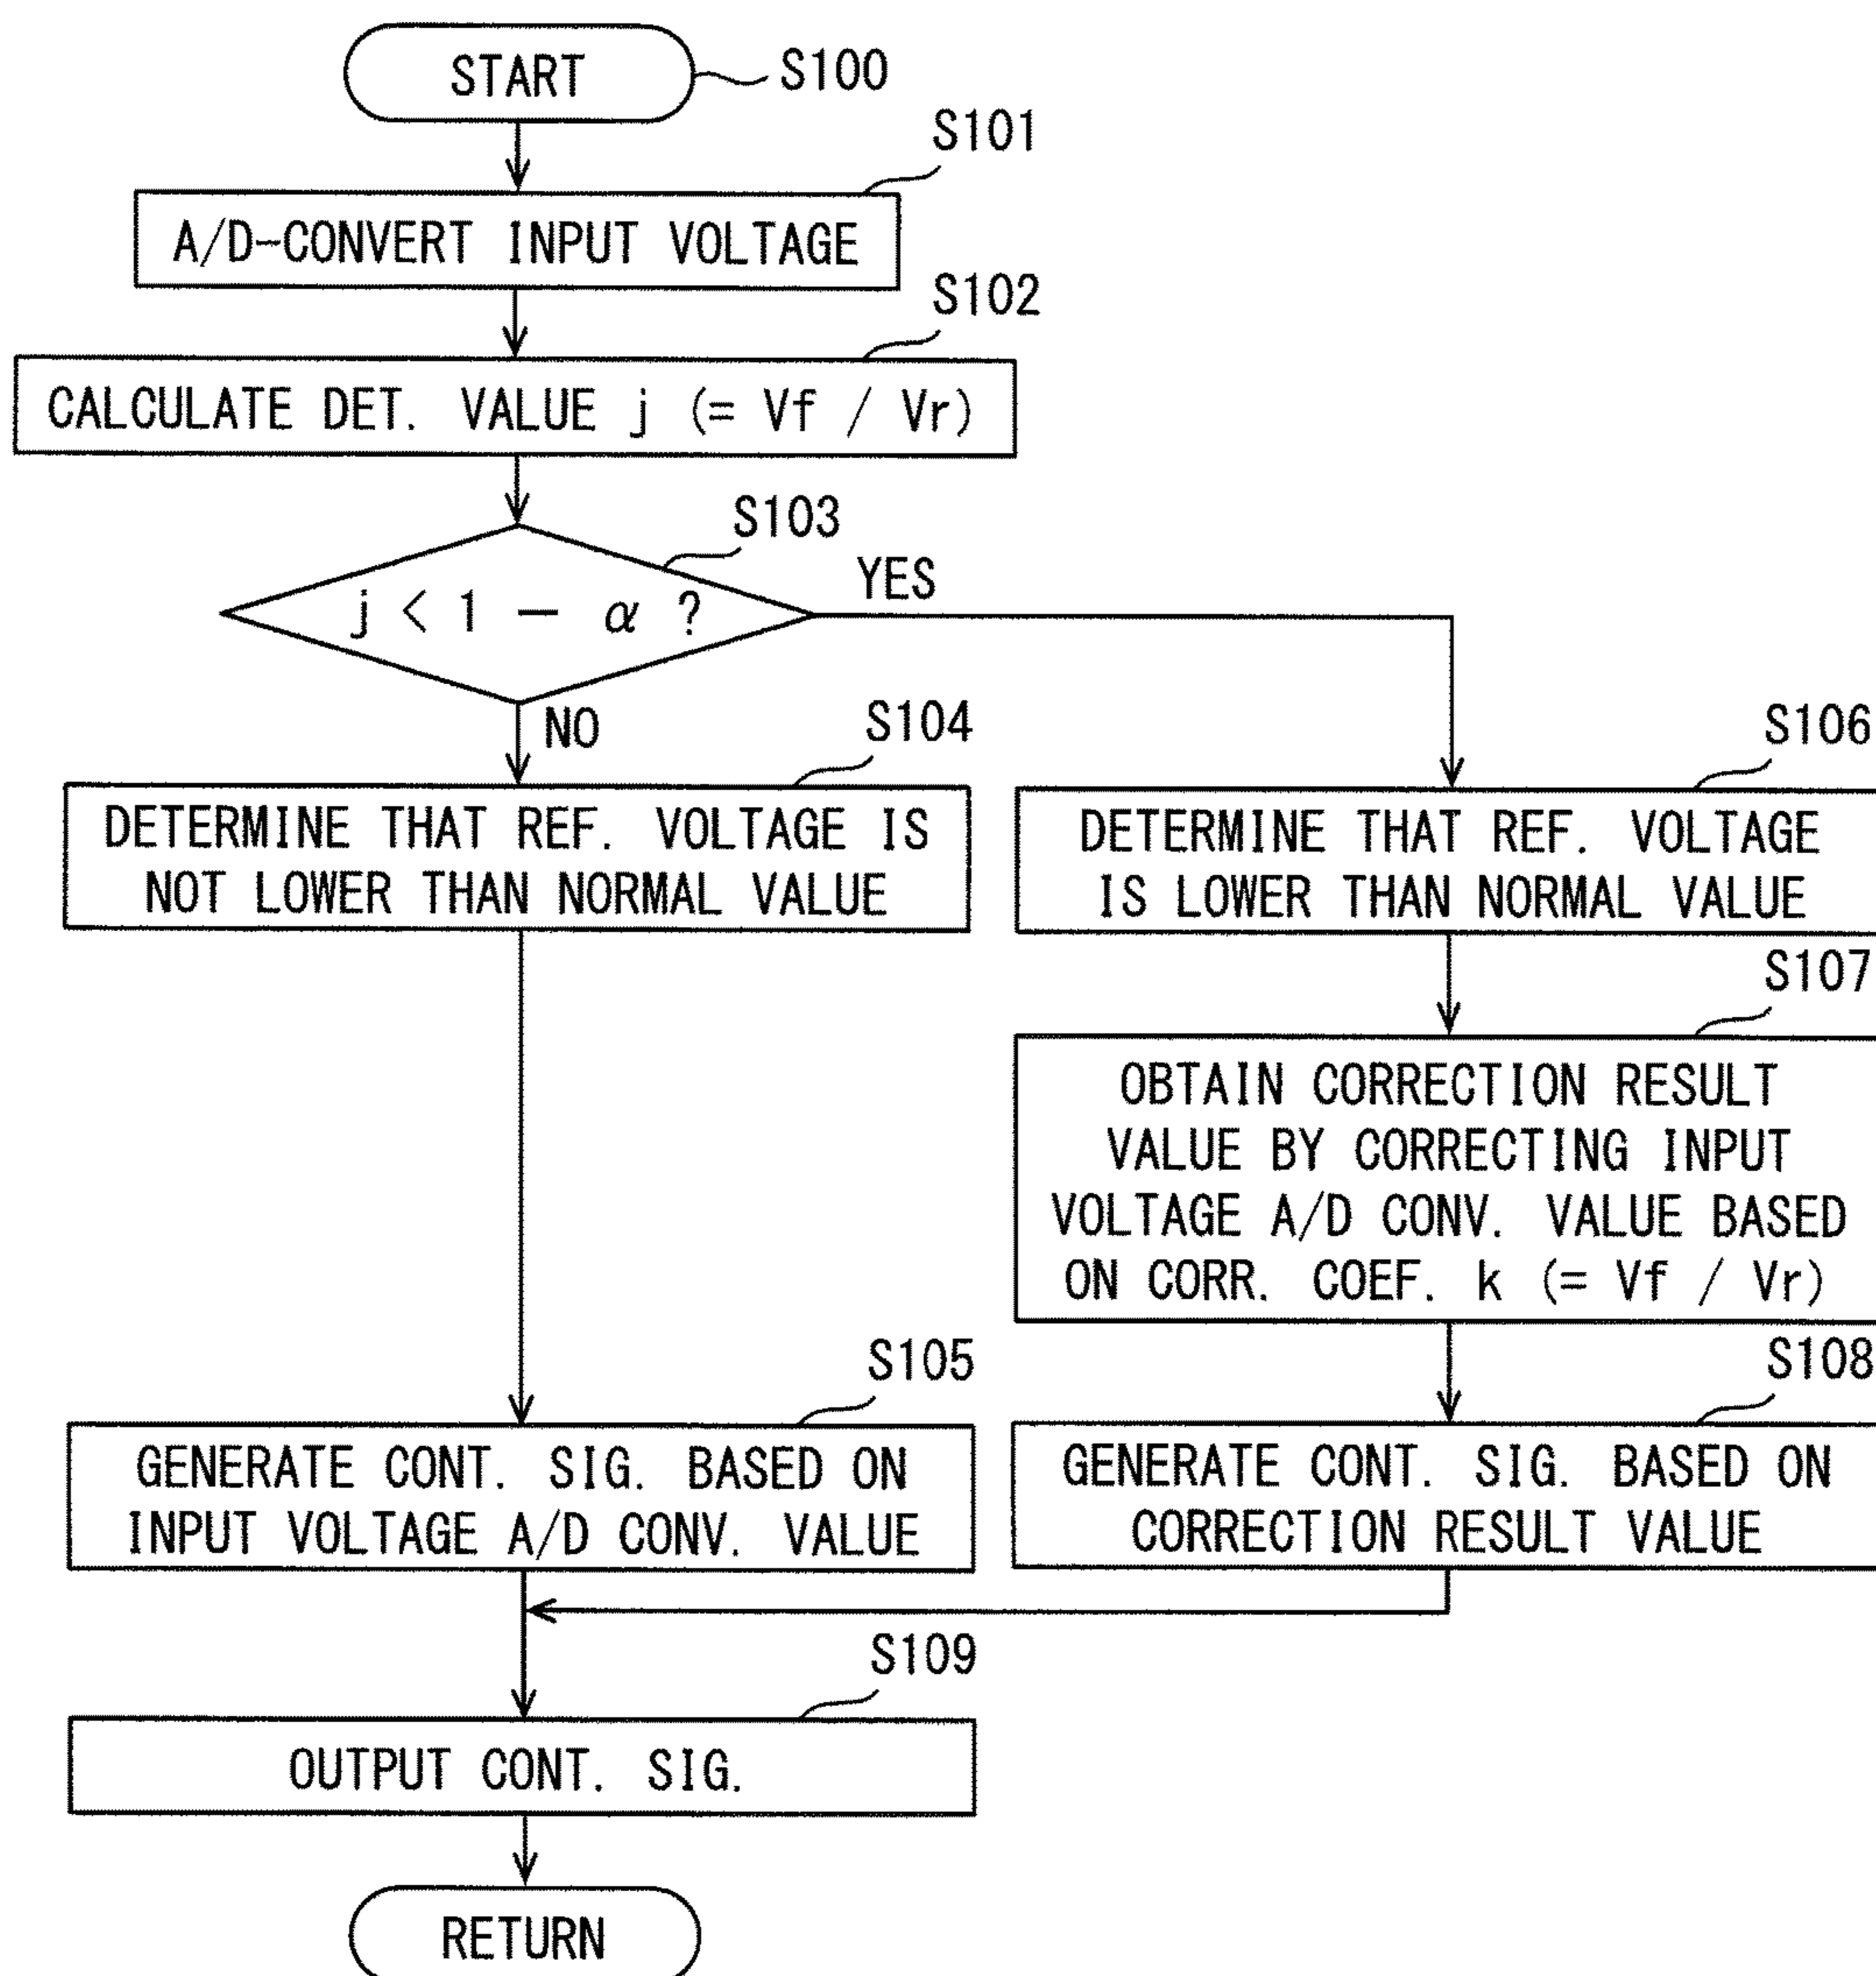 START
S100
S101
A/D-CONVERT INPUT VOLTAGE
S102
CALCULATE DET. VALUE j (= Vf / Vr)
S103
j < 1 − α ?
YES
NO
S104
DETERMINE THAT REF. VOLTAGE IS
NOT LOWER THAN NORMAL VALUE
S106
DETERMINE THAT REF. VOLTAGE
IS LOWER THAN NORMAL VALUE
S107
OBTAIN CORRECTION RESULT
VALUE BY CORRECTING INPUT
VOLTAGE A/D CONV. VALUE BASED
ON CORR. COEF. k (= Vf / Vr)
S105
GENERATE CONT. SIG. BASED ON
INPUT VOLTAGE A/D CONV. VALUE
S108
GENERATE CONT. SIG. BASED ON
CORRECTION RESULT VALUE
S109
OUTPUT CONT. SIG.
RETURN